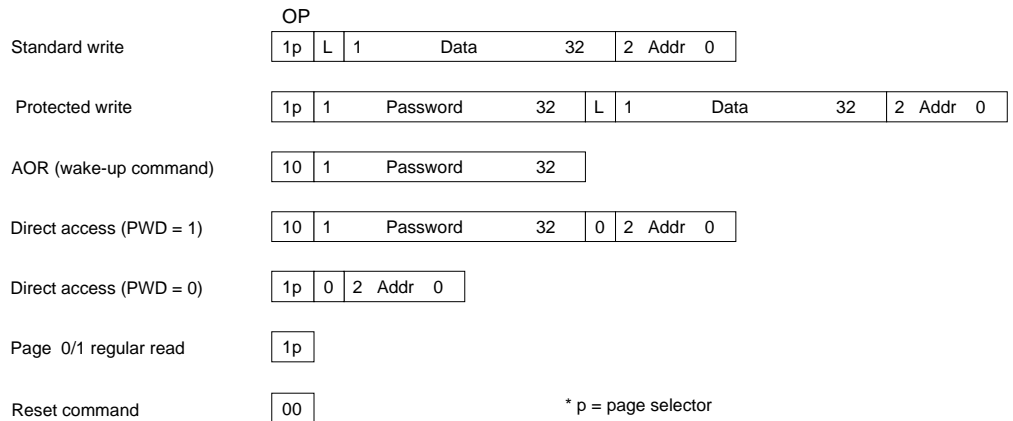 OP
Standard write 1p L 1 Data 32 2 Addr 0
Protected write 1p 1 Password 32 L 1 Data 32 2 Addr 0
AOR (wake-up command) 10 1 Password 32
Direct access (PWD = 1) 10 1 Password 32 0 2 Addr 0
Direct access (PWD = 0) 1p 0 2 Addr 0
Page 0/1 regular read 1p
Reset command 00 * p = page selector